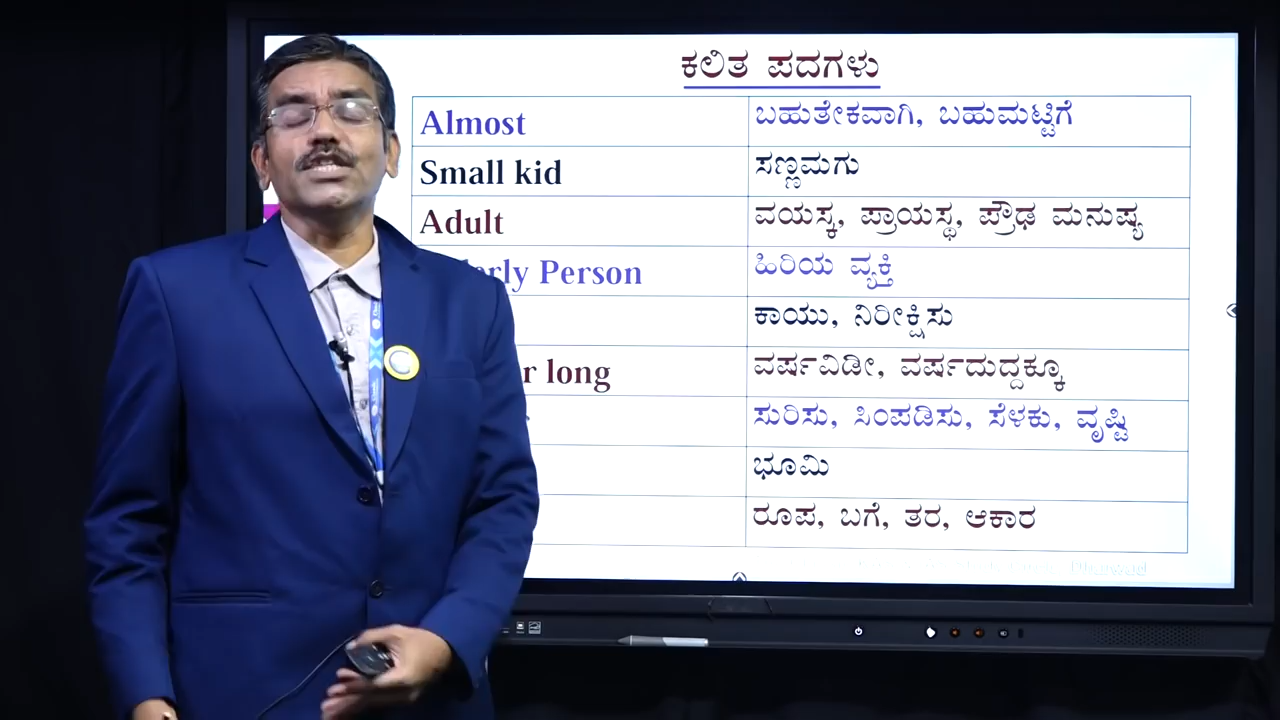 ಕಲಿತ ಪದಗಳು
Almost ಬಹುತೇಕವಾಗಿ, ಬಹುಮಟ್ಟಿಗೆ
Small kid ಸಣ್ಣಮಗು
Adult ವಯಸ್ಕ, ಪ್ರಾಯಸ್ಥ, ಪ್ರೌಢ ಮನುಷ್ಯ
Person ಹಿರಿಯ ವ್ಯಕ್ತಿ
ಕಾಯು, ನಿರೀಕ್ಷಿಸು
long ವರ್ಷವಿಡೀ, ವರ್ಷದುದ್ದಕ್ಕೂ
ಸುರಿಸು, ಸಿಂಪಡಿಸು, ಸೆಳಕು, ವೃಷ್ಟಿ
ಭೂಮಿ
ರೂಪ, ಬಗೆ, ತರ, ಆಕಾರ